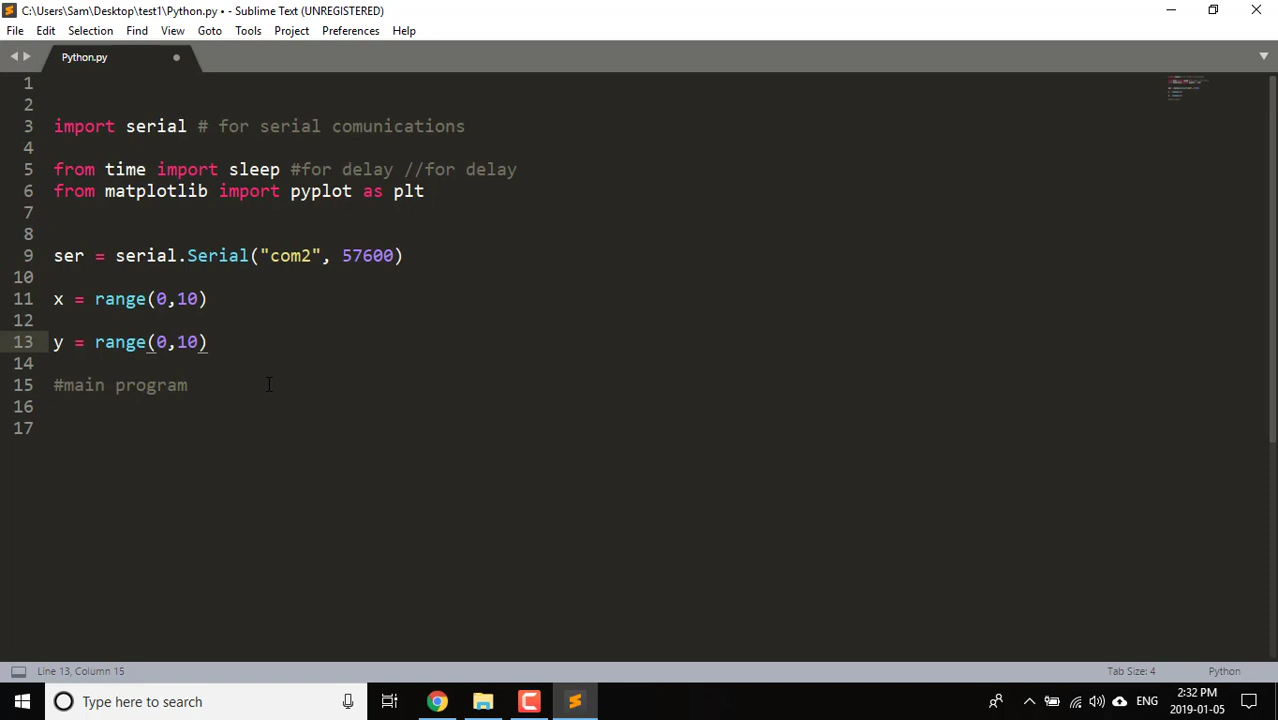 C:\Users\Sam\Desktop\test1\Python.py • - Sublime Text (UNREGISTERED)
File Edit Selection Find View Goto Tools Project Preferences Help
Python.py
1
2
3 import serial # for serial comunications
4
5 from time import sleep #for delay //for delay
6 from matplotlib import pyplot as plt
7
8
9 ser = serial.Serial("com2", 57600)
10
11 x = range(0,10)
12
13 y = range(0,10)
14
15 #main program
16
17
Line 13, Column 15 Tab Size: 4 Python
Type here to search ENG 2:32 PM
2019-01-05